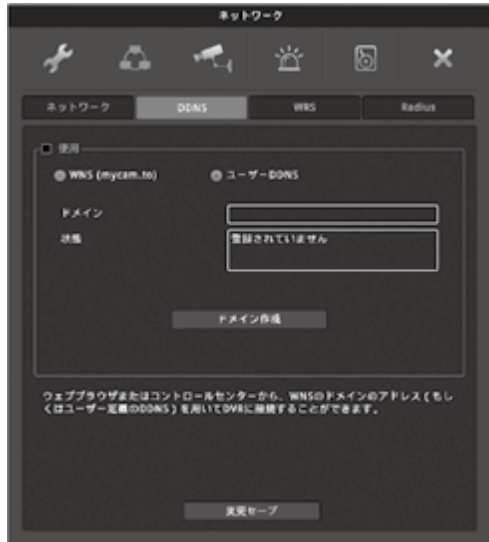 ネットワーク
ネットワーク DDNS WRS Radius
使用
WNS (mycam.to) ユーザーDDNS
ドメイン
状態 登録されていません
ドメイン作成
ウェブブラウザまたはコントロールセンターから、WNSのドメインのアドレス(もし
くはユーザー定義のDDNS)を用いてDVRに接続することができます。
変更セーブ